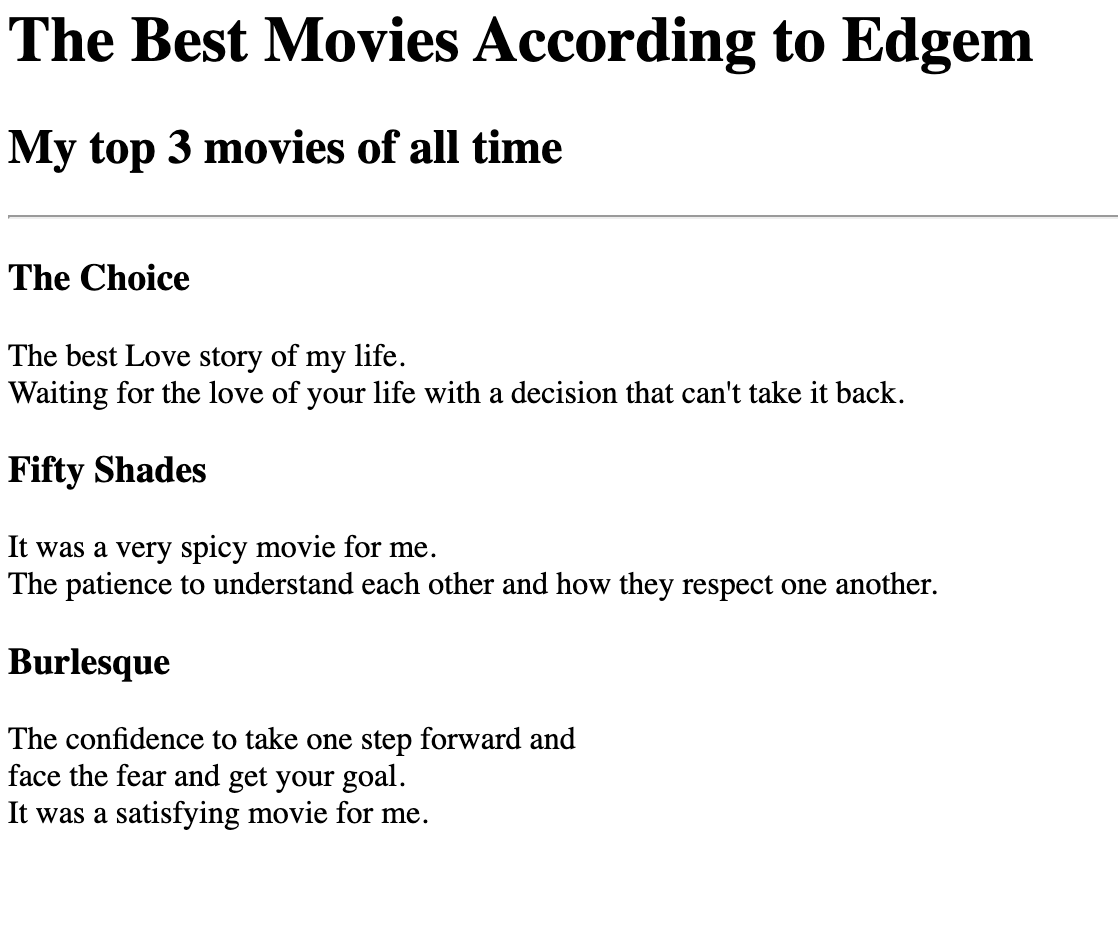 The Best Movies According to Edgem
My top 3 movies of all time
The Choice
The best Love story of my life.
Waiting for the love of your life with a decision that can't take it back.
Fifty Shades
It was a very spicy movie for me.
The patience to understand each other and how they respect one another.
Burlesque
The confidence to take one step forward and
face the fear and get your goal.
It was a satisfying movie for me.